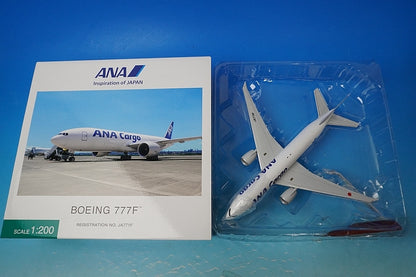 ANA
Inspiration of JAPAN
ANA Cargo
BOEING 777F
REGISTRATION NO. JA771F
SCALE 1:200
ANA Cargo